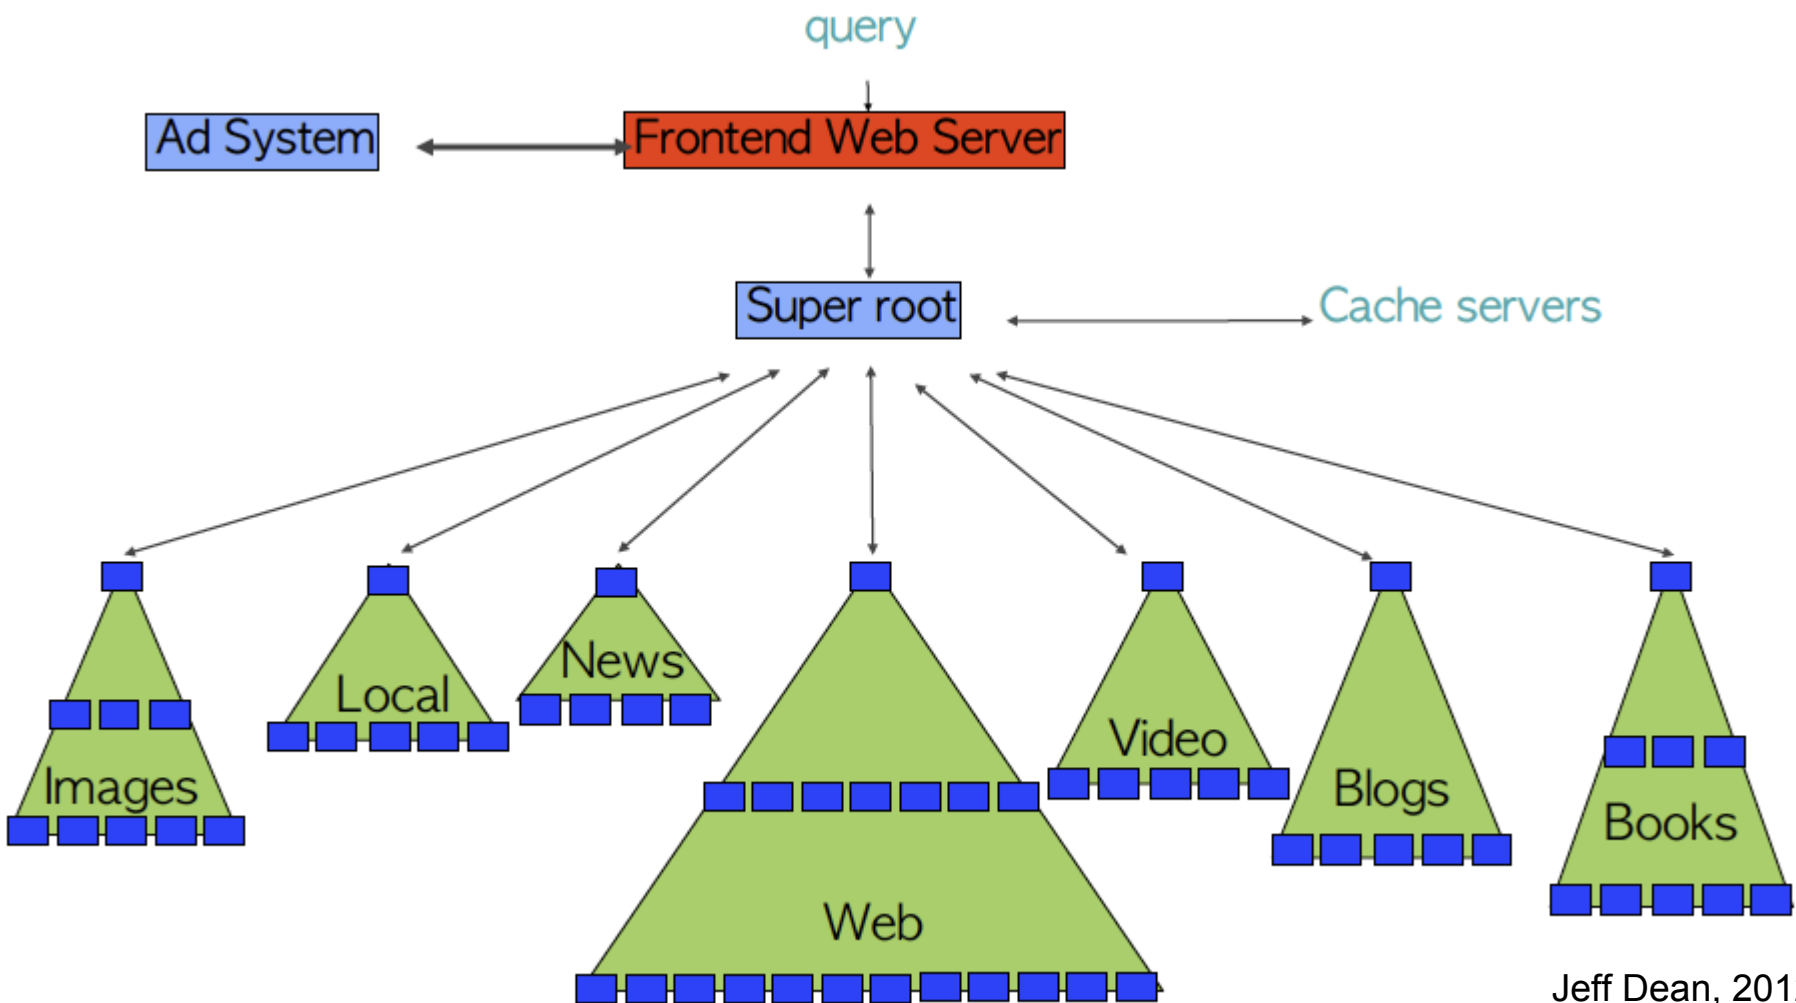 query
Ad System
Frontend Web Server
Super root
Cache servers
News
Local
Video
Images
Blogs
Books
Web
Jeff Dean,